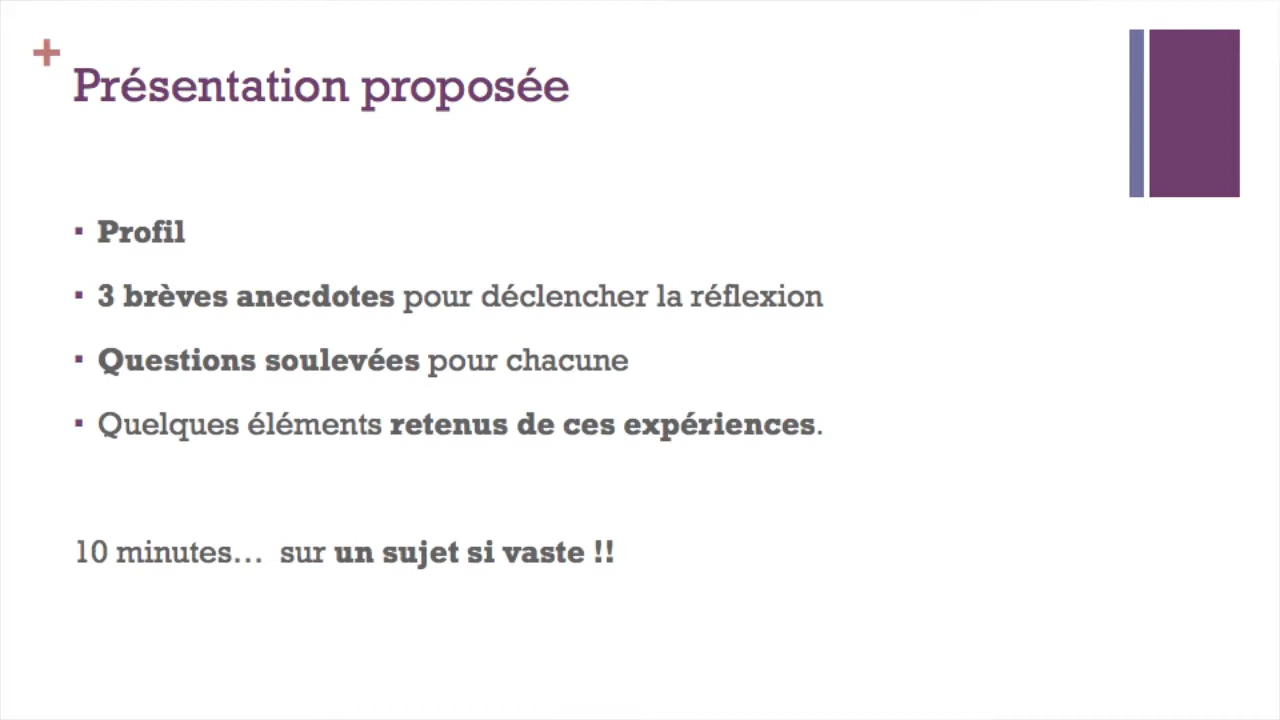 +
Présentation proposée
▪ Profil
▪ 3 brèves anecdotes pour déclencher la réflexion
▪ Questions soulevées pour chacune
▪ Quelques éléments retenus de ces expériences.
10 minutes… sur un sujet si vaste !!